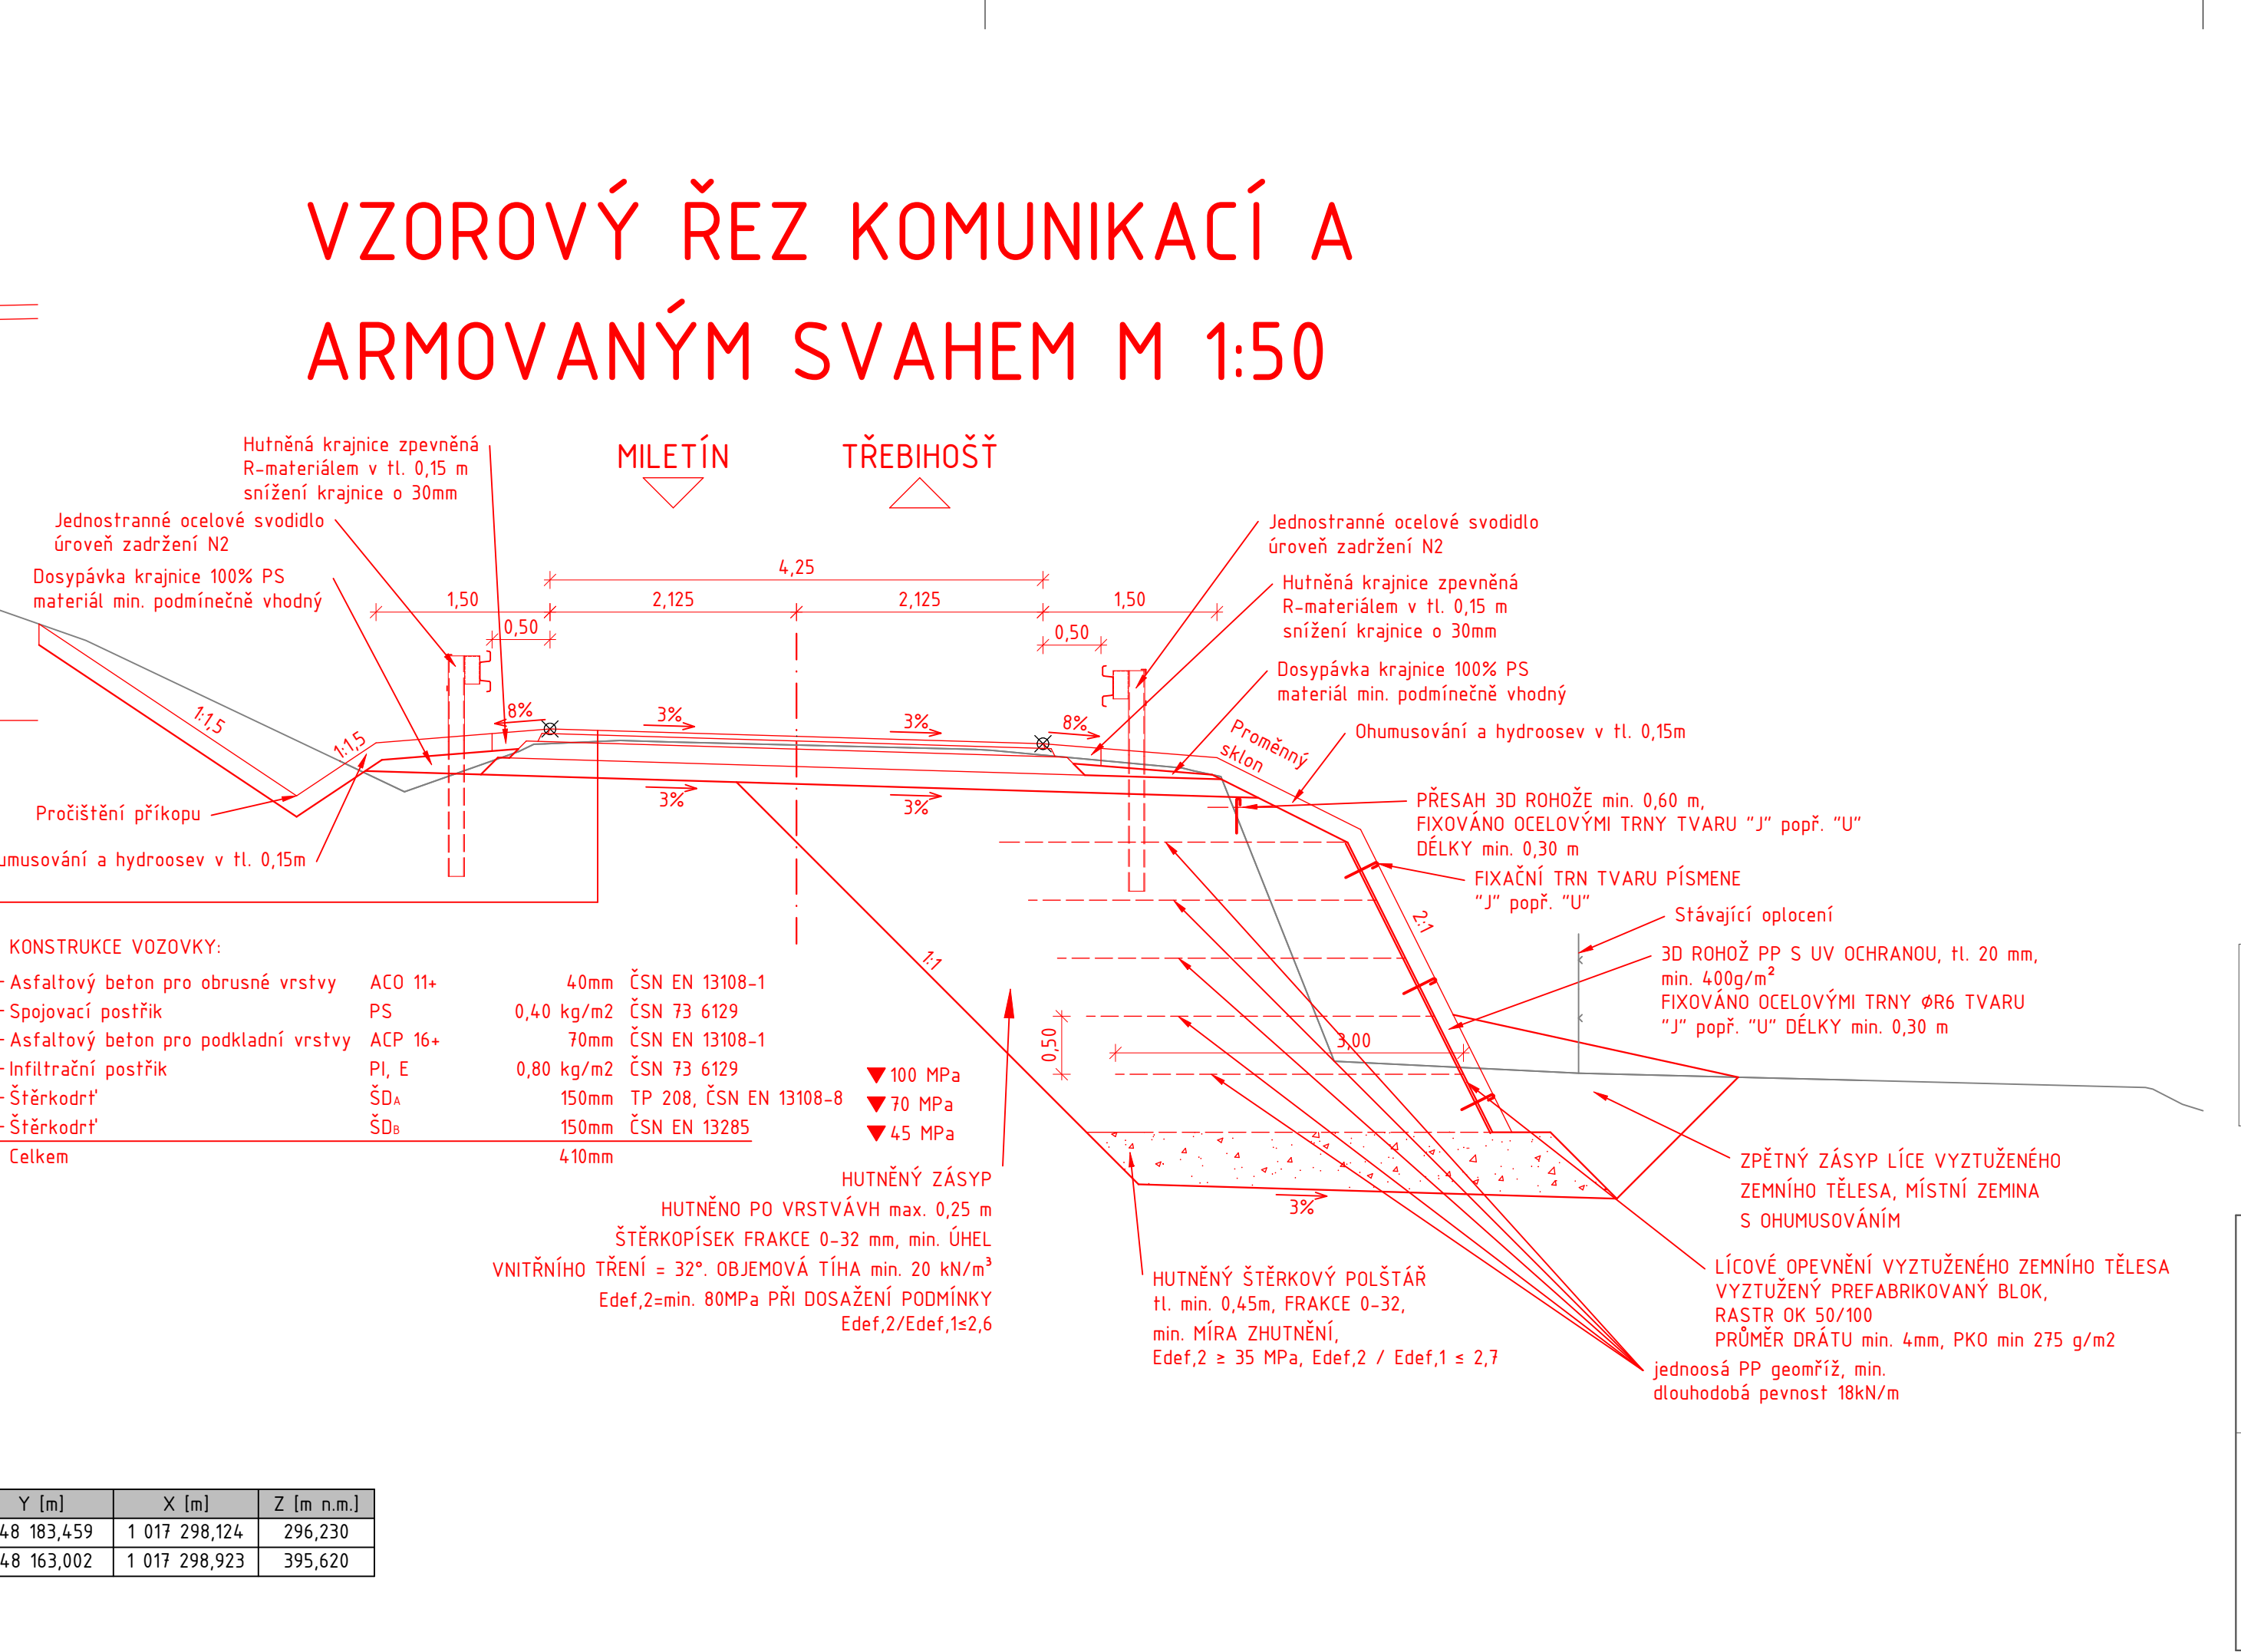 VZOROVÝ ŘEZ KOMUNIKACÍ A
ARMOVANÝM SVAHEM M 1:50
MILETÍN
TŘEBIHOŠŤ
Hutněná krajnice zpevněná
R-materiálem v tl. 0,15 m
snížení krajnice o 30mm
Jednostranné ocelové svodidlo
úroveň zadržení N2
Dosypávka krajnice 100% PS
materiál min. podmínečně vhodný
4,25
1,50
2,125
2,125
1,50
0,50
0,50
Jednostranné ocelové svodidlo
úroveň zadržení N2
Hutněná krajnice zpevněná
R-materiálem v tl. 0,15 m
snížení krajnice o 30mm
Dosypávka krajnice 100% PS
materiál min. podmínečně vhodný
Ohumusování a hydroosev v tl. 0,15m
1:1,5
1:1,5
8%
3%
3%
8%
Proměnný
sklon
3%
3%
Pročištění příkopu
umusování a hydroosev v tl. 0,15m
PŘESAH 3D ROHOŽE min. 0,60 m,
FIXOVÁNO OCELOVÝMI TRNY TVARU "J" popř. "U"
DÉLKY min. 0,30 m
FIXAČNÍ TRN TVARU PÍSMENE
"J" popř. "U"
Stávající oplocení
2:1
1:1
3D ROHOŽ PP S UV OCHRANOU, tl. 20 mm,
min. 400g/m²
FIXOVÁNO OCELOVÝMI TRNY ØR6 TVARU
"J" popř. "U" DÉLKY min. 0,30 m
0,50
3,00
KONSTRUKCE VOZOVKY:
Asfaltový beton pro obrusné vrstvy ACO 11+ 40mm ČSN EN 13108-1
Spojovací postřik PS 0,40 kg/m2 ČSN 73 6129
Asfaltový beton pro podkladní vrstvy ACP 16+ 70mm ČSN EN 13108-1
Infiltrační postřik PI, E 0,80 kg/m2 ČSN 73 6129
Štěrkodrť ŠDA 150mm TP 208, ČSN EN 13108-8
Štěrkodrť ŠDB 150mm ČSN EN 13285
Celkem 410mm
100 MPa
70 MPa
45 MPa
HUTNĚNÝ ZÁSYP
HUTNĚNO PO VRSTVÁVH max. 0,25 m
ŠTĚRKOPÍSEK FRAKCE 0-32 mm, min. ÚHEL
VNITŘNÍHO TŘENÍ = 32°. OBJEMOVÁ TÍHA min. 20 kN/m³
Edef,2=min. 80MPa PŘI DOSAŽENÍ PODMÍNKY
Edef,2/Edef,1≤2,6
3%
HUTNĚNÝ ŠTĚRKOVÝ POLŠTÁŘ
tl. min. 0,45m, FRAKCE 0-32,
min. MÍRA ZHUTNĚNÍ,
Edef,2 ≥ 35 MPa, Edef,2 / Edef,1 ≤ 2,7
ZPĚTNÝ ZÁSYP LÍCE VYZTUŽENÉHO
ZEMNÍHO TĚLESA, MÍSTNÍ ZEMINA
S OHUMUSOVÁNÍM
LÍCOVÉ OPEVNĚNÍ VYZTUŽENÉHO ZEMNÍHO TĚLESA
VYZTUŽENÝ PREFABRIKOVANÝ BLOK,
RASTR OK 50/100
PRŮMĚR DRÁTU min. 4mm, PKO min 275 g/m2
jednoosá PP geomříž, min.
dlouhodobá pevnost 18kN/m
Y [m] X [m] Z [m n.m.]
48 183,459 1 017 298,124 296,230
48 163,002 1 017 298,923 395,620